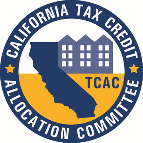 CALIFORNIA TAX CREDIT
TCAC
ALLOCATION COMMITTEE